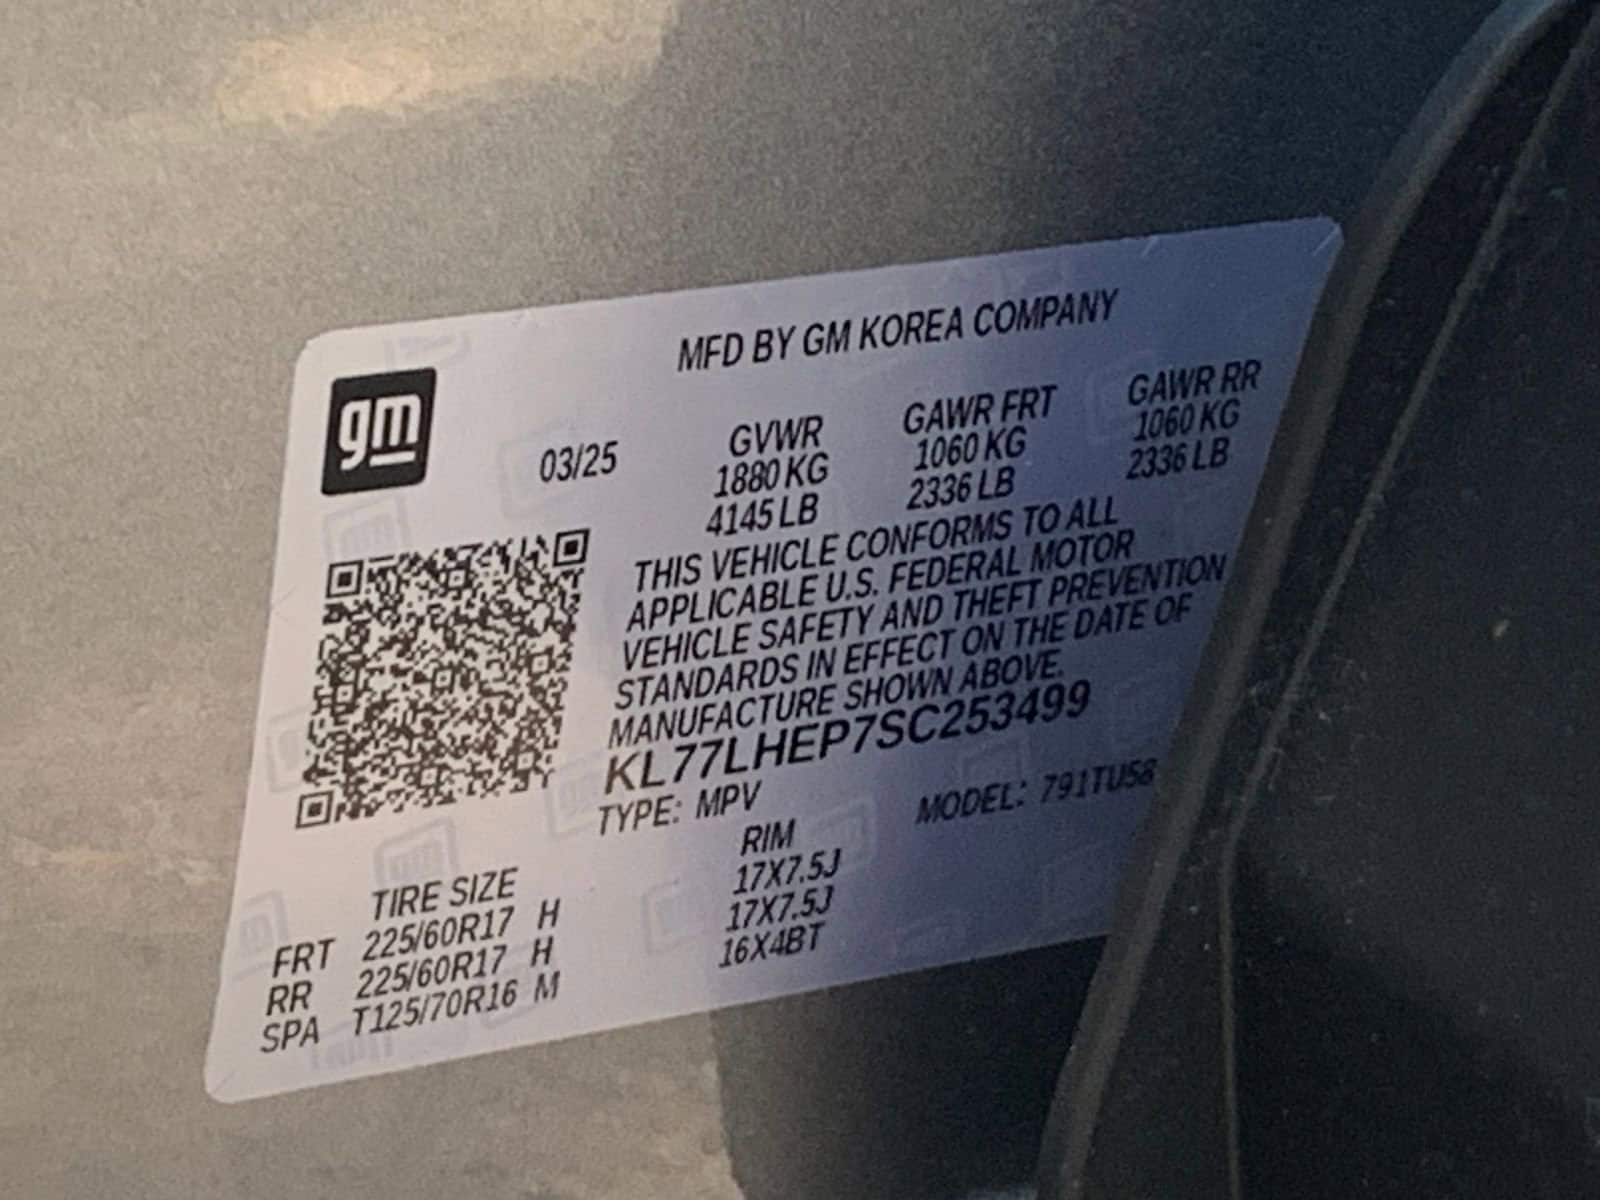 MFD BY GM KOREA COMPANY
gm
03/25 GVWR GAWR FRT GAWR RR
1880 KG 1060 KG 1060 KG
4145 LB 2336 LB 2336 LB
THIS VEHICLE CONFORMS TO ALL
APPLICABLE U.S. FEDERAL MOTOR
VEHICLE SAFETY AND THEFT PREVENTION
STANDARDS IN EFFECT ON THE DATE OF
MANUFACTURE SHOWN ABOVE.
KL77LHEP7SC253499
TYPE: MPV MODEL: 791TU58
TIRE SIZE RIM
FRT 225/60R17 H 17X7.5J
RR 225/60R17 H 17X7.5J
SPA T125/70R16 M 16X4BT